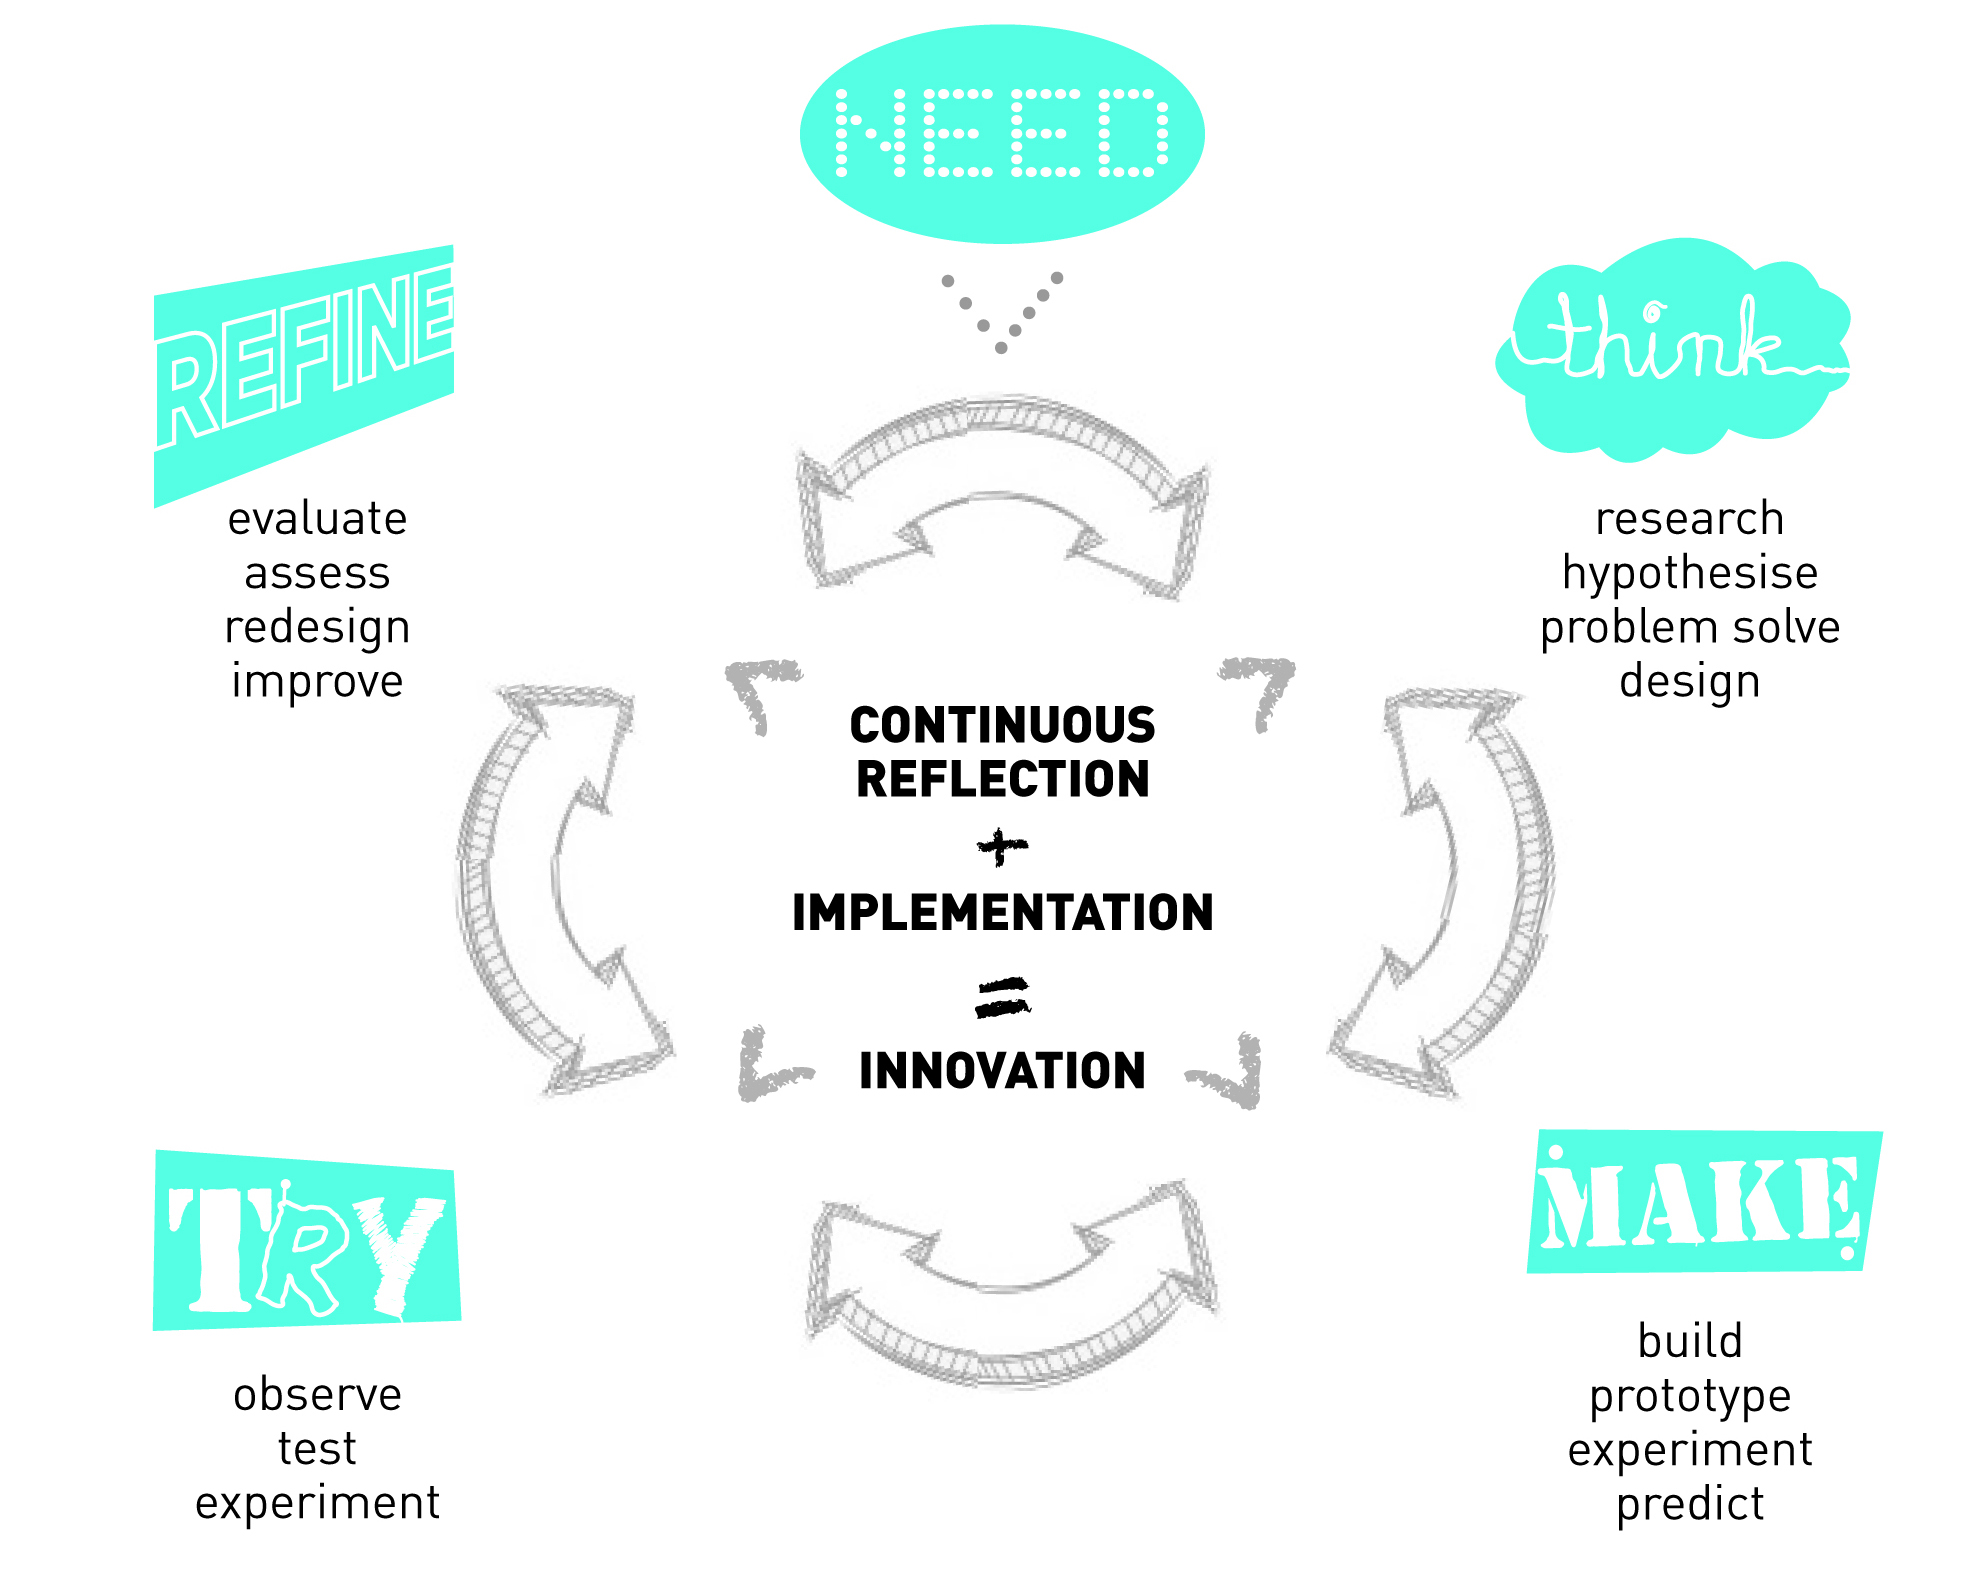 NEED
REFINE
evaluate
assess
redesign
improve
think
research
hypothesise
problem solve
design
CONTINUOUS
REFLECTION
+
IMPLEMENTATION
=
INNOVATION
TRY
observe
test
experiment
MAKE
build
prototype
experiment
predict